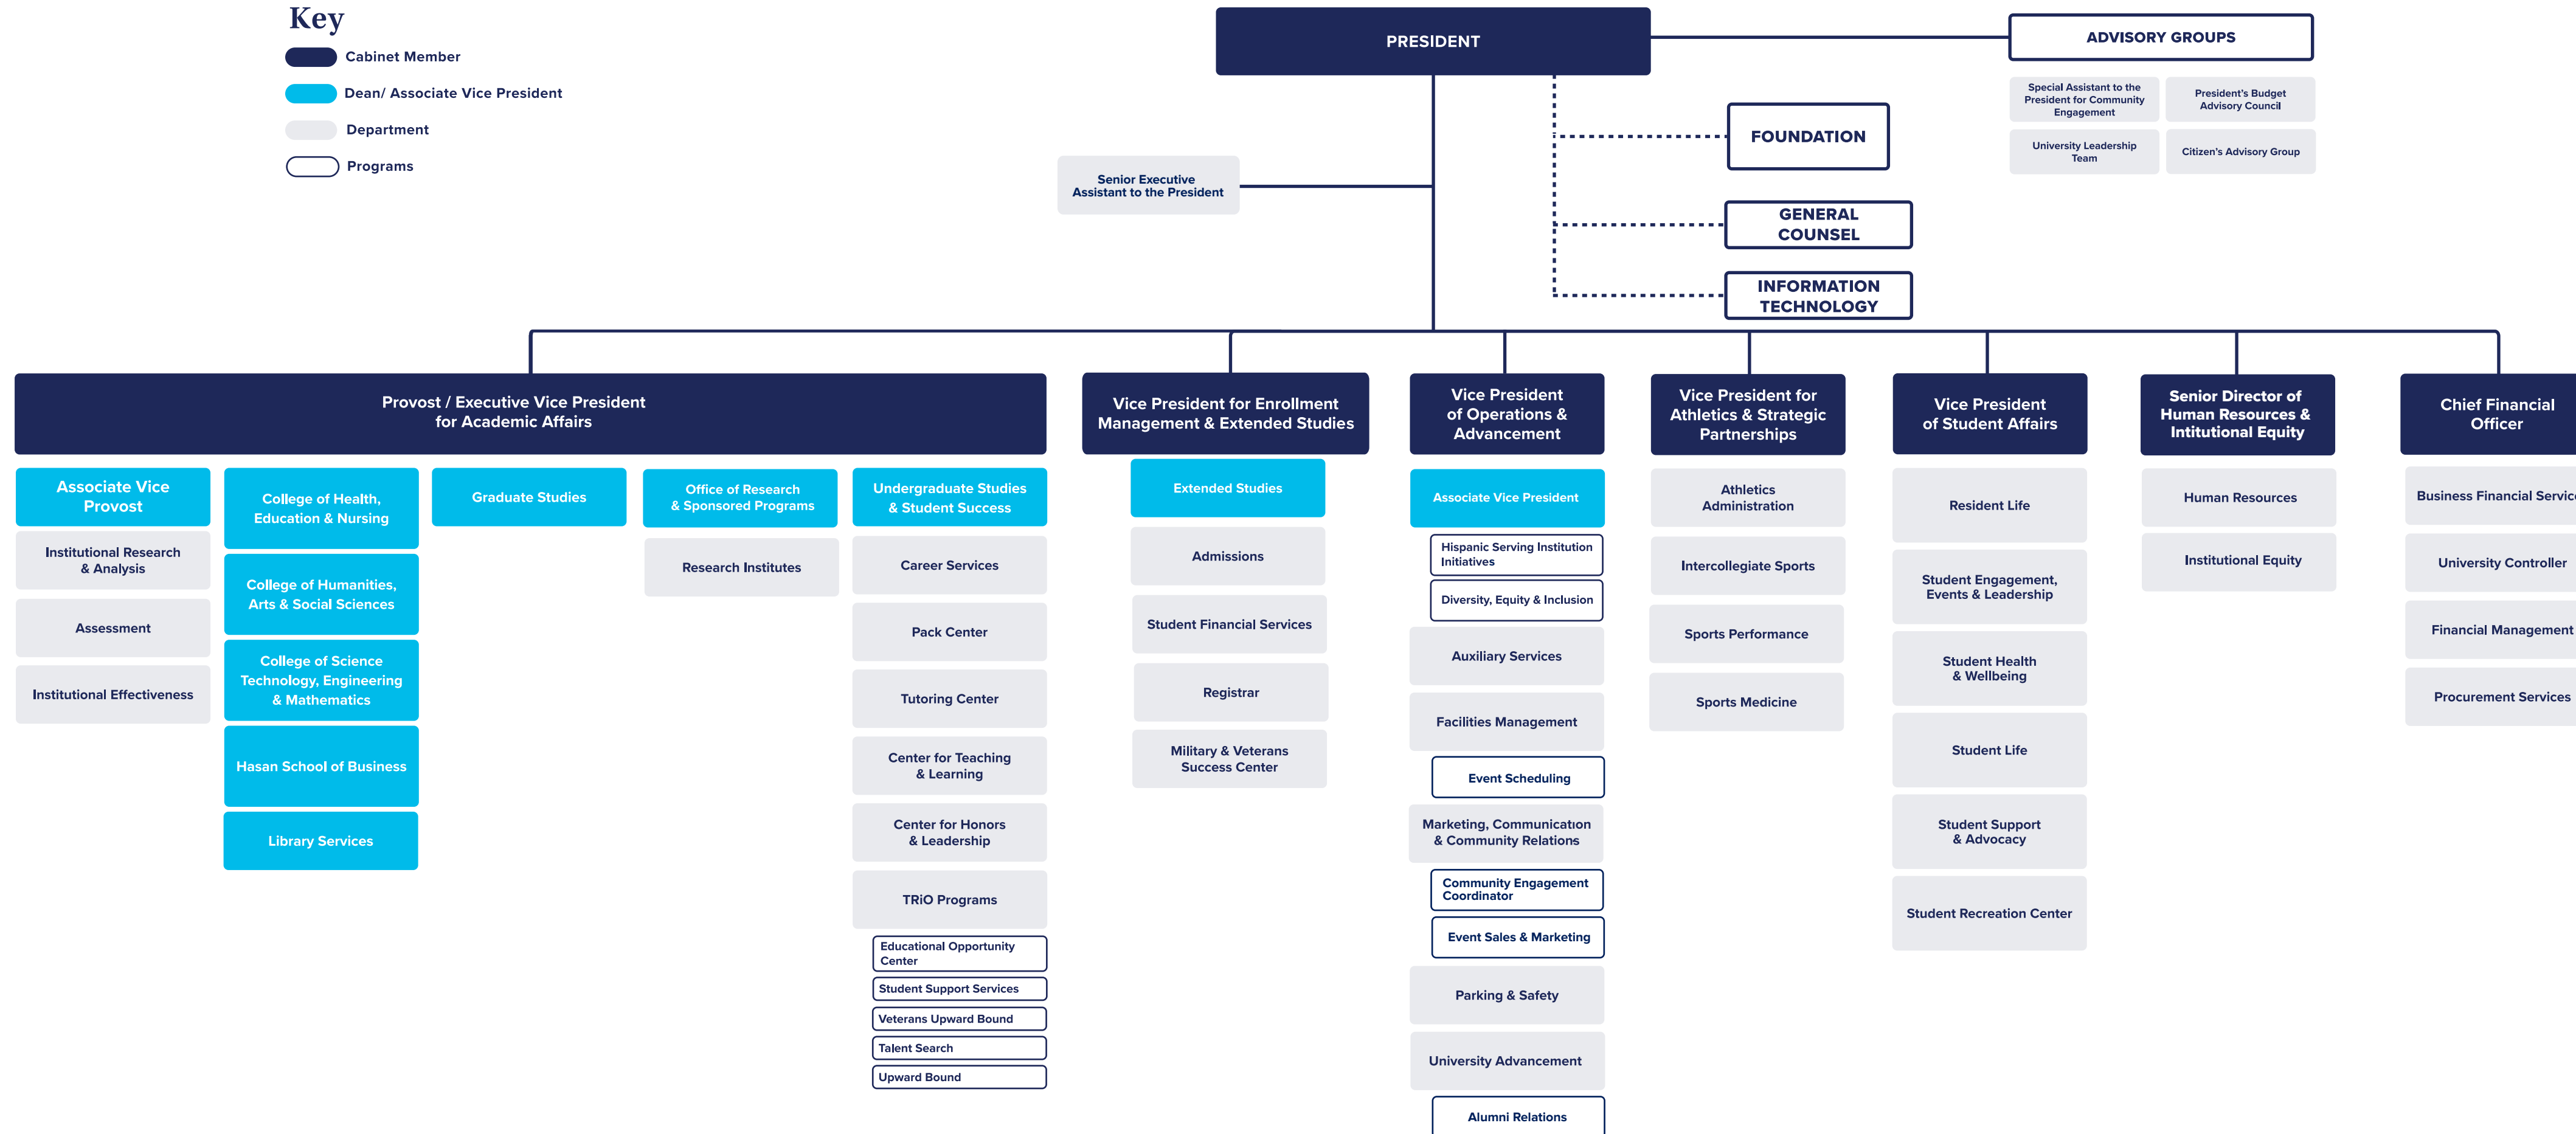 Key
Cabinet Member
Dean/ Associate Vice President
Department
Programs
PRESIDENT
ADVISORY GROUPS
Special Assistant to the
President for Community
Engagement
President's Budget
Advisory Council
University Leadership
Team
Citizen's Advisory Group
FOUNDATION
Senior Executive
Assistant to the President
GENERAL
COUNSEL
INFORMATION
TECHNOLOGY
Provost / Executive Vice President
for Academic Affairs
Associate Vice
Provost
Institutional Research
& Analysis
Assessment
Institutional Effectiveness
College of Health,
Education & Nursing
College of Humanities,
Arts & Social Sciences
College of Science
Technology, Engineering
& Mathematics
Hasan School of Business
Library Services
Graduate Studies
Office of Research
& Sponsored Programs
Research Institutes
Undergraduate Studies
& Student Success
Career Services
Pack Center
Tutoring Center
Center for Teaching
& Learning
Center for Honors
& Leadership
TRiO Programs
Educational Opportunity
Center
Student Support Services
Veterans Upward Bound
Talent Search
Upward Bound
Vice President for Enrollment
Management & Extended Studies
Extended Studies
Admissions
Student Financial Services
Registrar
Military & Veterans
Success Center
Vice President
of Operations &
Advancement
Associate Vice President
Hispanic Serving Institution
Initiatives
Diversity, Equity & Inclusion
Auxiliary Services
Facilities Management
Event Scheduling
Marketing, Communication
& Community Relations
Community Engagement
Coordinator
Event Sales & Marketing
Parking & Safety
University Advancement
Alumni Relations
Vice President for
Athletics & Strategic
Partnerships
Athletics
Administration
Intercollegiate Sports
Sports Performance
Sports Medicine
Vice President
of Student Affairs
Resident Life
Student Engagement,
Events & Leadership
Student Health
& Wellbeing
Student Life
Student Support
& Advocacy
Student Recreation Center
Senior Director of
Human Resources &
Intitutional Equity
Human Resources
Institutional Equity
Chief Financial
Officer
Business Financial Servic
University Controller
Financial Management
Procurement Services